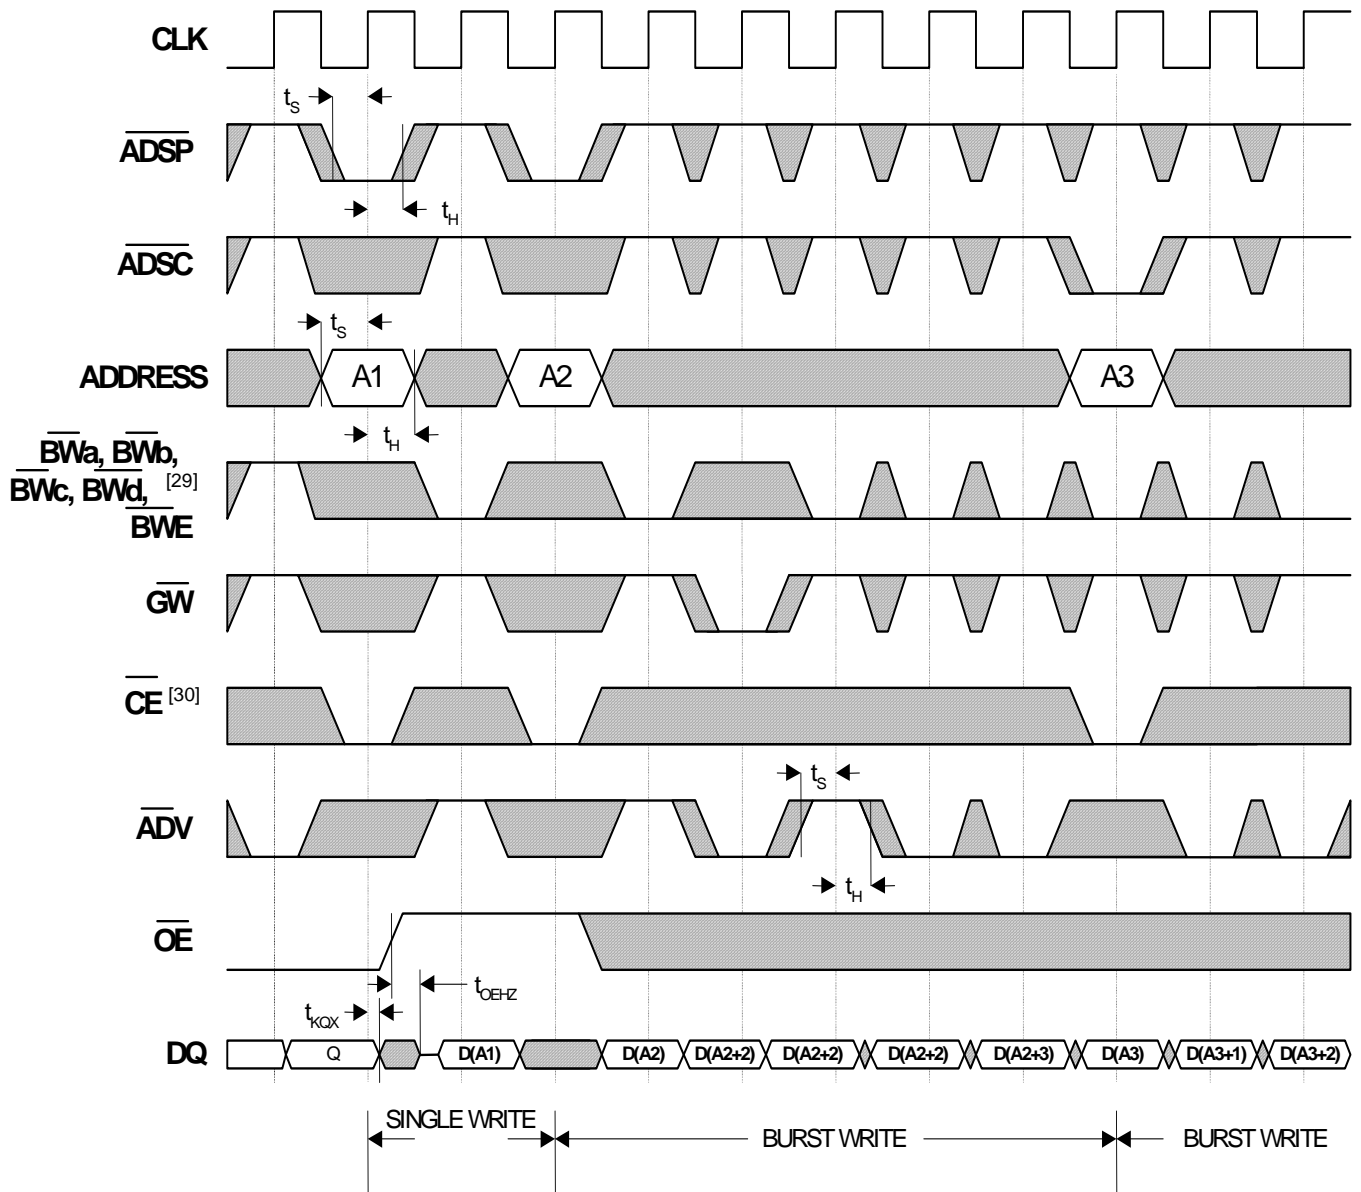 CLK
tS
ADSP
tH
ADSC
tS
ADDRESS A1 A2 A3
tH
BWa, BWb,
BWc, BWd, [29]
BWE
GW
CE [30]
tS
ADV
tH
OE
tOEHZ
tKQX
DQ Q D(A1) D(A2) D(A2+2) D(A2+2) D(A2+2) D(A2+3) D(A3) D(A3+1) D(A3+2)
SINGLE WRITE BURST WRITE BURST WRITE